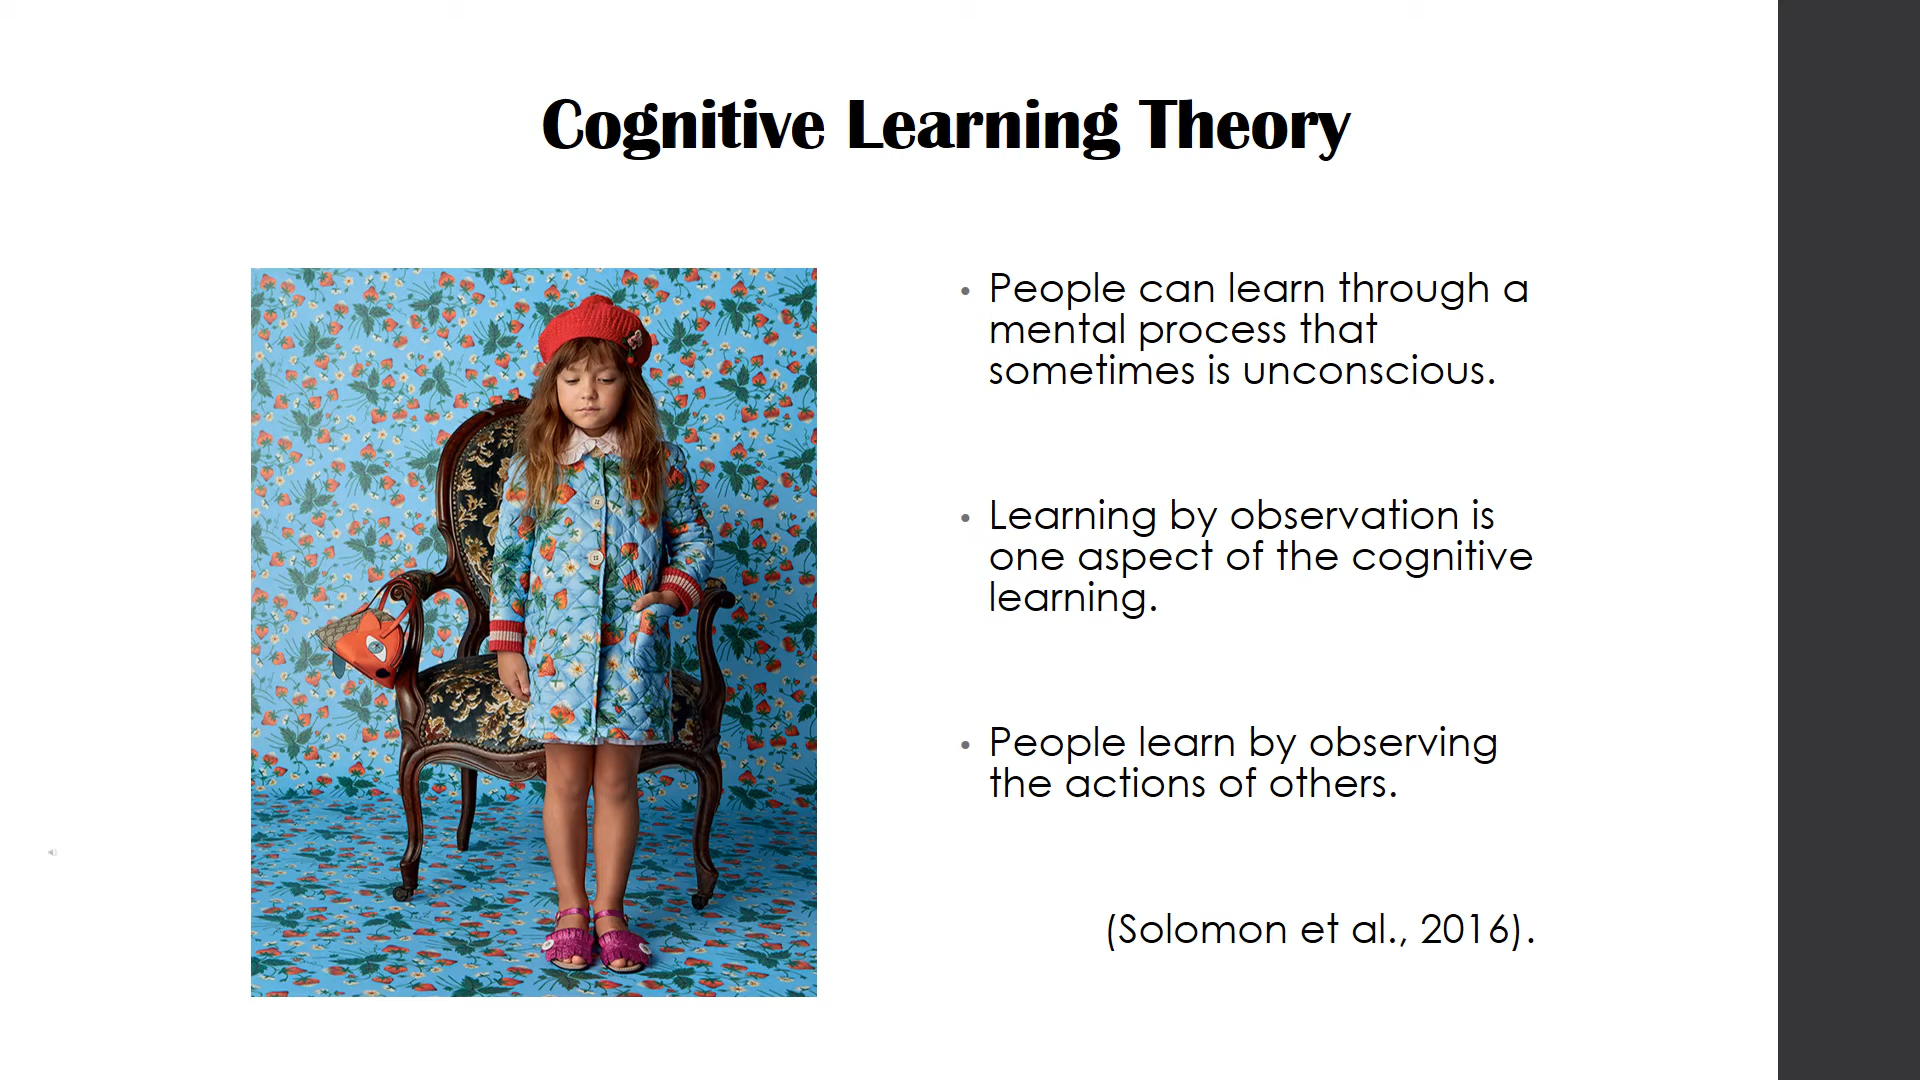 Cognitive Learning Theory
• People can learn through a
mental process that
sometimes is unconscious.
• Learning by observation is
one aspect of the cognitive
learning.
• People learn by observing
the actions of others.
(Solomon et al., 2016).